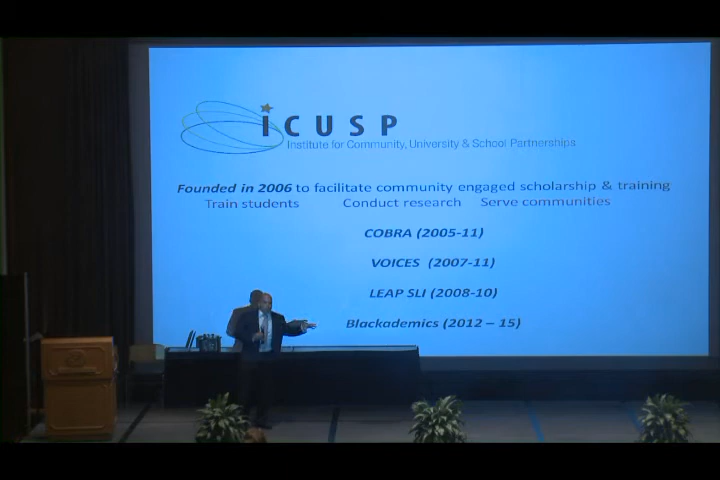 iCUSP
Institute for Community, University & School Partnerships
Founded in 2006 to facilitate community engaged scholarship & training
Train students Conduct research Serve communities
COBRA (2005-11)
VOICES (2007-11)
LEAP SLI (2008-10)
Blackademics (2012 – 15)